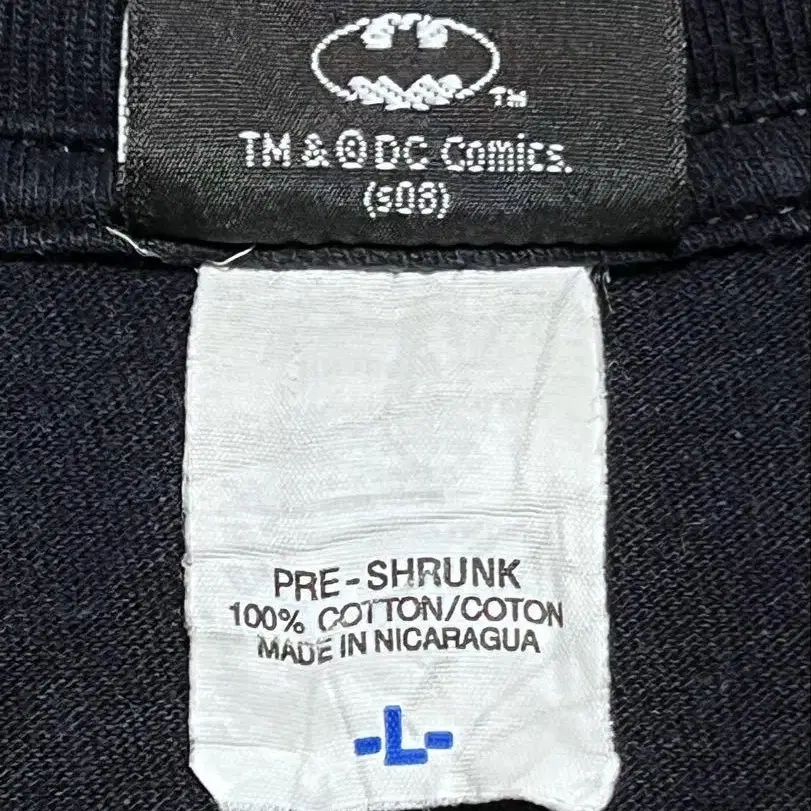 TM
TM & © DC Comics.
(s08)
PRE-SHRUNK
100% COTTON/COTON
MADE IN NICARAGUA
-L-